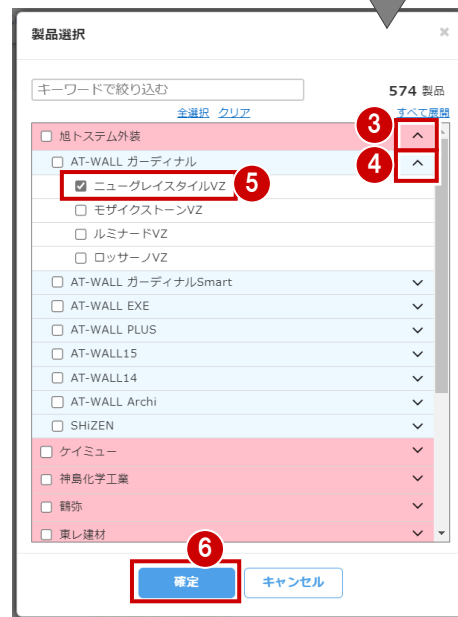 製品選択 ×
キーワードで絞り込む 574 製品
全選択 クリア すべて展開
3
旭トステム外装
4
AT-WALL ガーディナル
ニューグレイスタイルVZ 5
モザイクストーンVZ
ルミナードVZ
ロッサーノVZ
AT-WALL ガーディナルSmart
AT-WALL EXE
AT-WALL PLUS
AT-WALL15
AT-WALL14
AT-WALL Archi
SHiZEN
ケイミュー
神島化学工業
鶴弥
東レ建材
6
確定 キャンセル